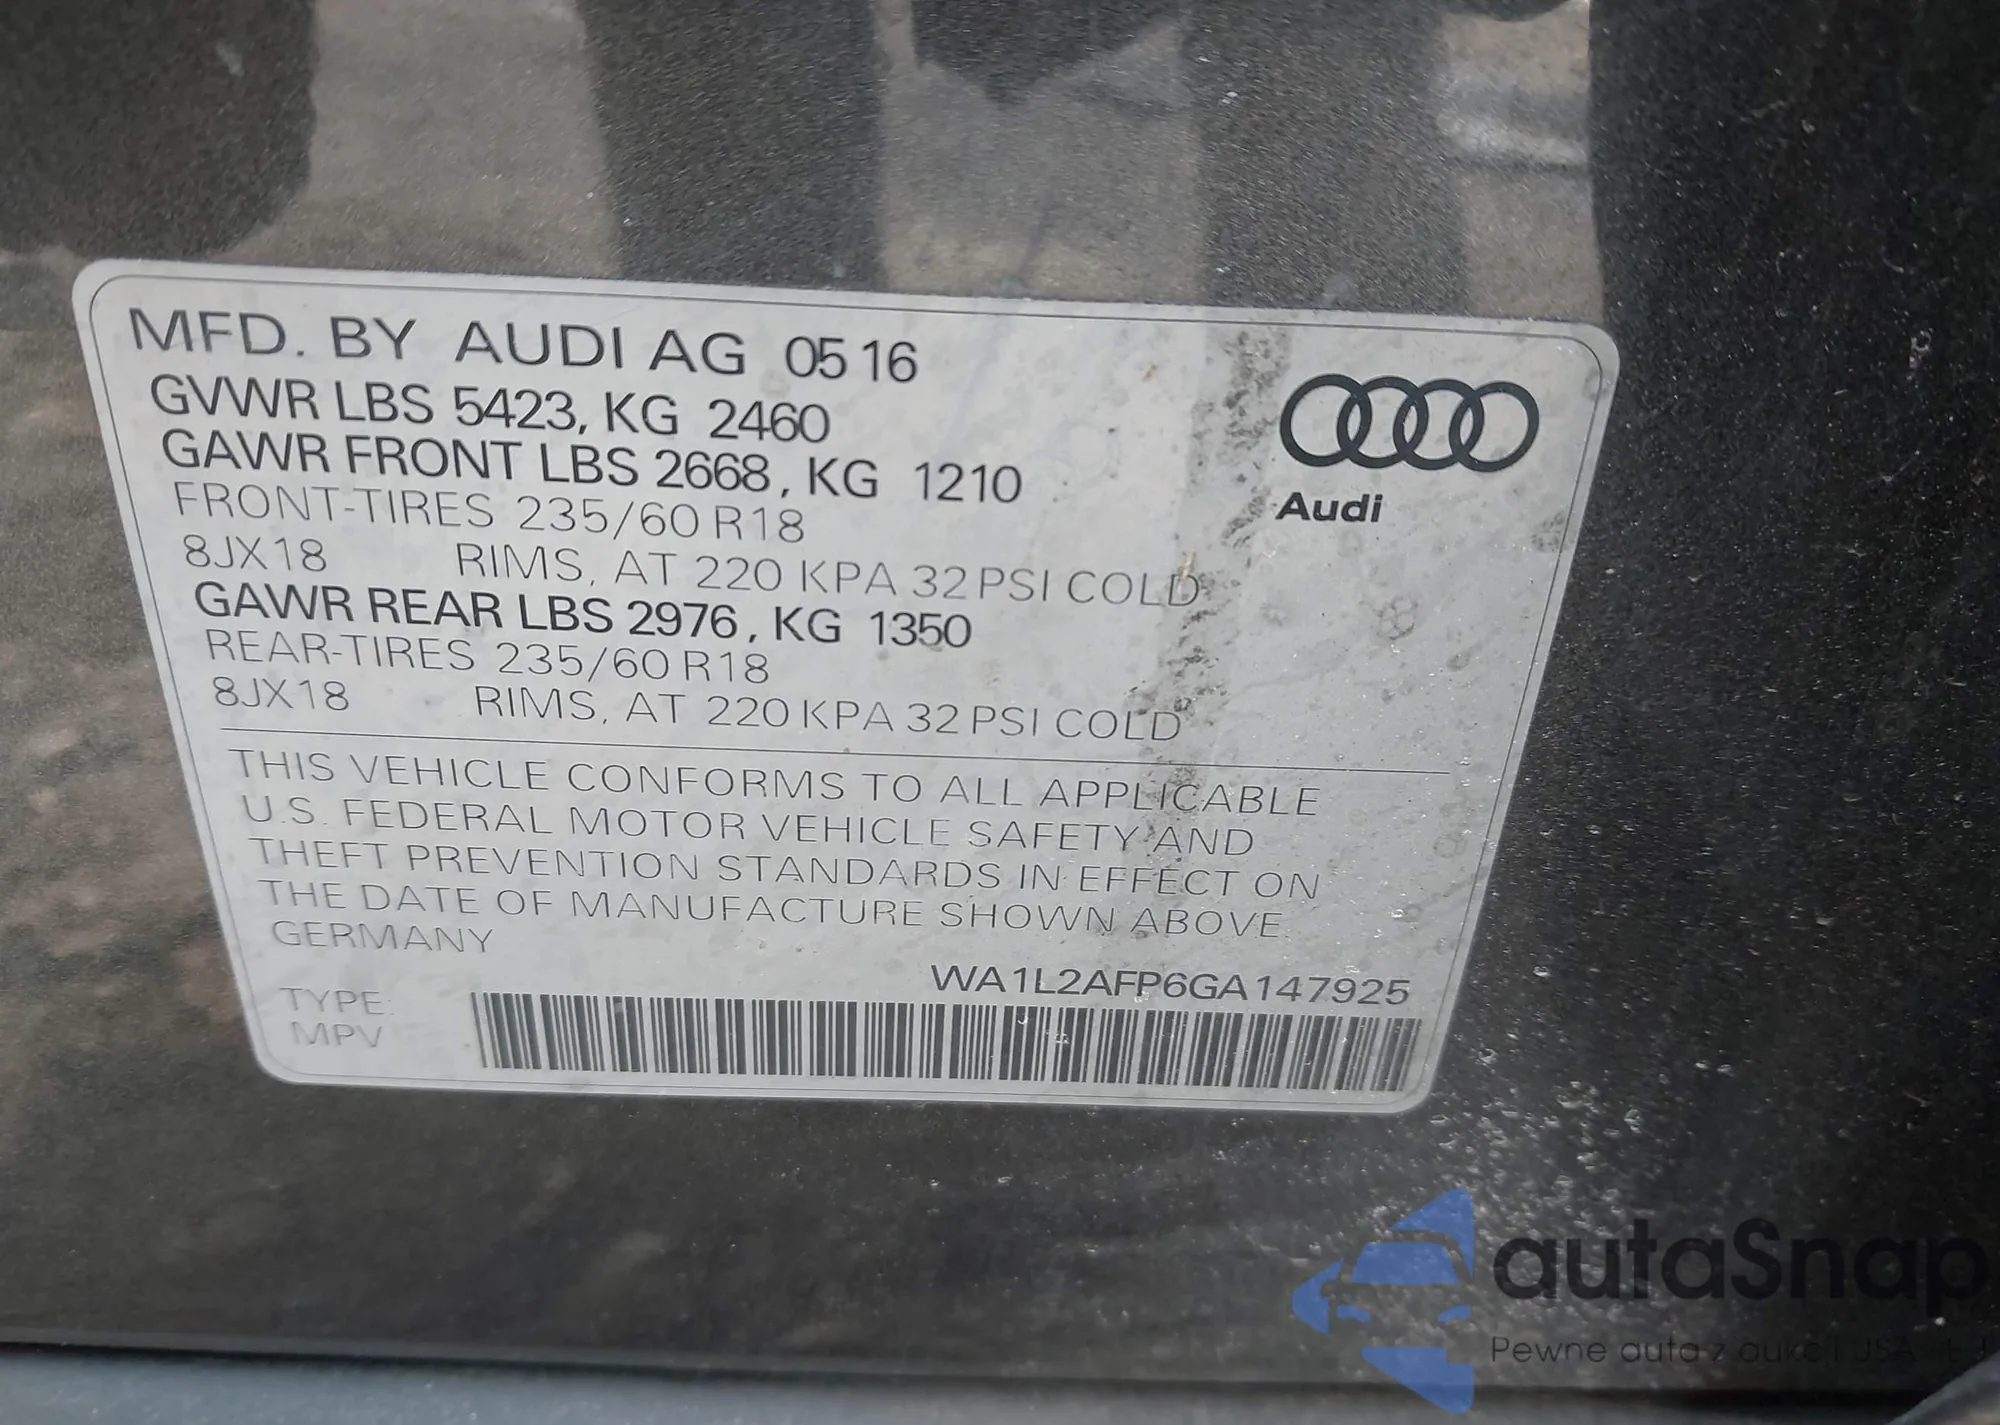 MFD. BY AUDI AG 05 16
GVWR LBS 5423, KG 2460
GAWR FRONT LBS 2668, KG 1210
FRONT-TIRES 235/60 R18
8JX18 RIMS, AT 220 KPA 32 PSI COLD
GAWR REAR LBS 2976, KG 1350
REAR-TIRES 235/60 R18
8JX18 RIMS, AT 220 KPA 32 PSI COLD
Audi
THIS VEHICLE CONFORMS TO ALL APPLICABLE
U.S. FEDERAL MOTOR VEHICLE SAFETY AND
THEFT PREVENTION STANDARDS IN EFFECT ON
THE DATE OF MANUFACTURE SHOWN ABOVE.
GERMANY
WA1L2AFP6GA147925
TYPE:
MPV
autaSnap
Pewne auta z aukcji